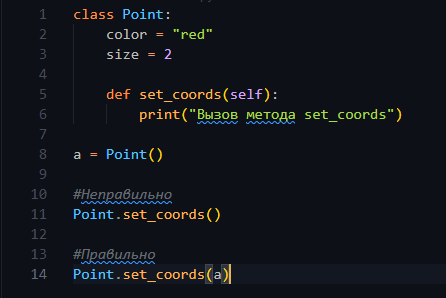 1 class Point:
2     color = "red"
3     size = 2
4
5     def set_coords(self):
6         print("Вызов метода set_coords")
7
8 a = Point()
9
10 #Неправильно
11 Point.set_coords()
12
13 #Правильно
14 Point.set_coords(a)